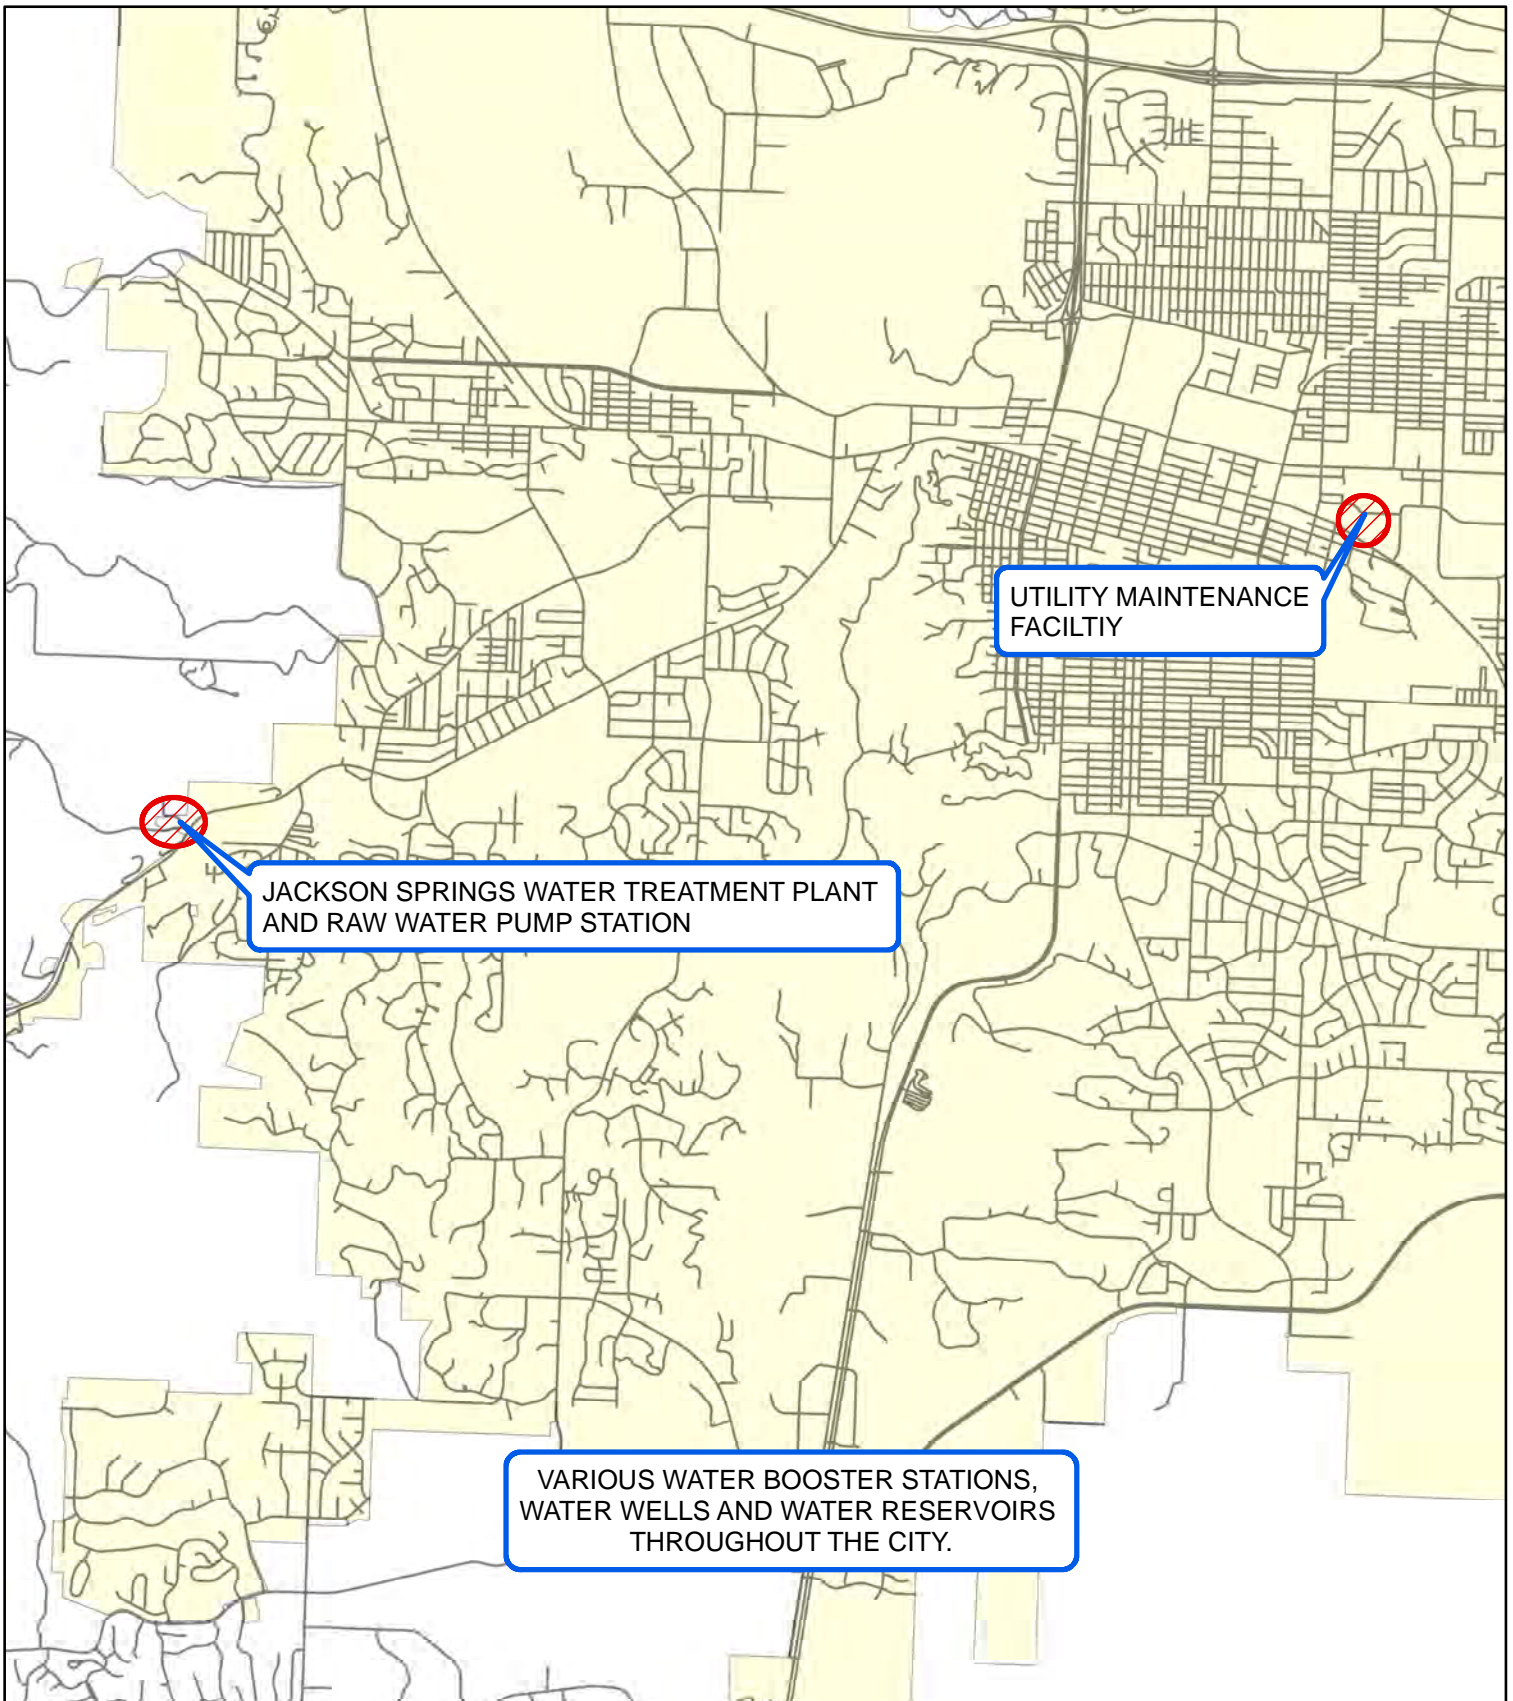 UTILITY MAINTENANCE
FACILTIY
JACKSON SPRINGS WATER TREATMENT PLANT
AND RAW WATER PUMP STATION
VARIOUS WATER BOOSTER STATIONS,
WATER WELLS AND WATER RESERVOIRS
THROUGHOUT THE CITY.